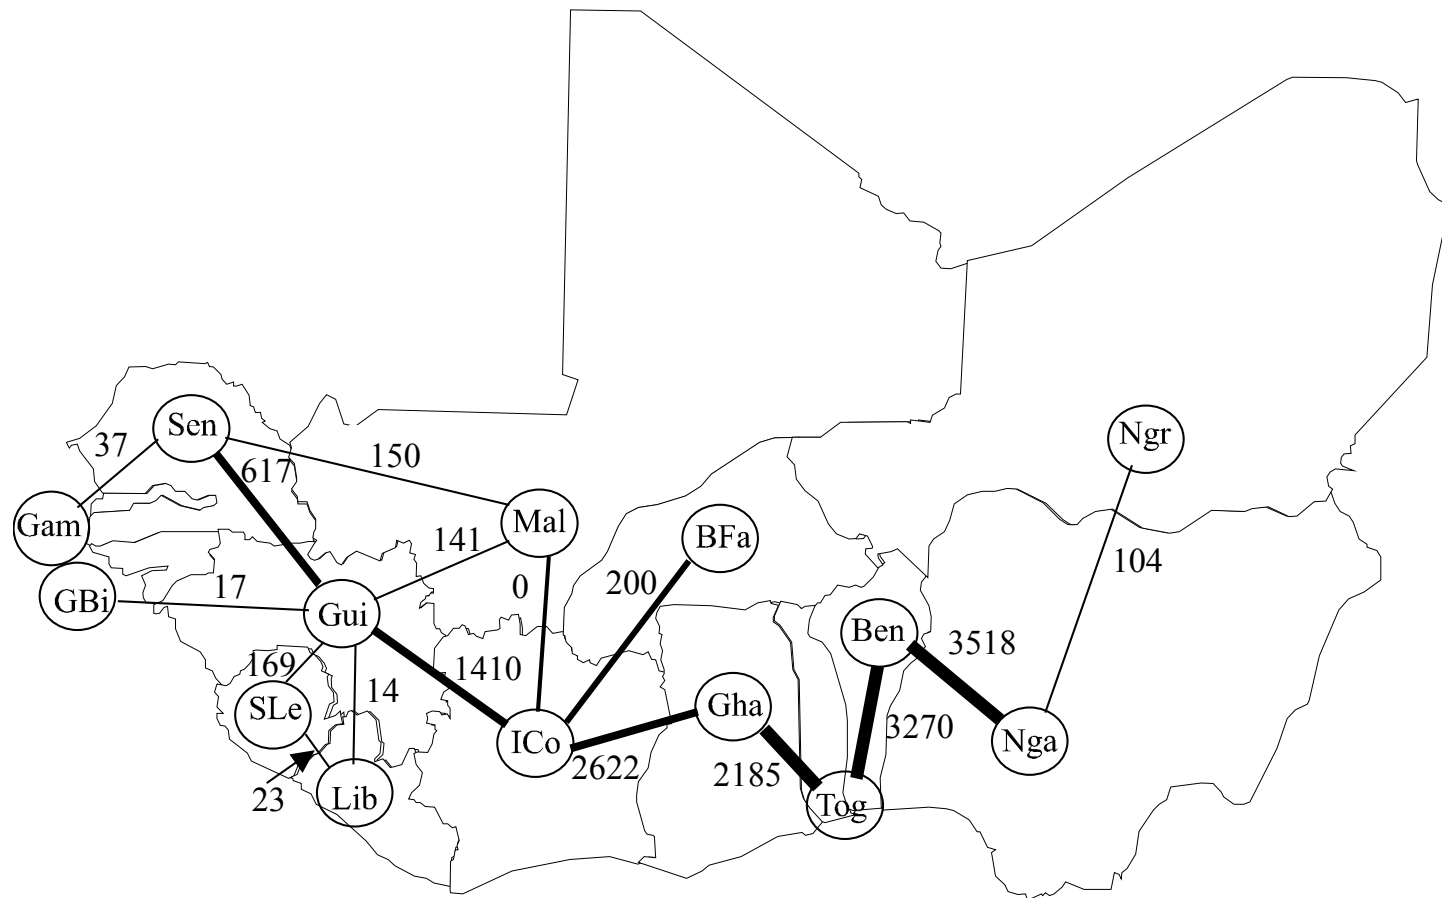 Sen
Ngr
37
617
150
Gam
Mal
BFa
141
104
GBi
17
0
200
Gui
Ben
3518
169
1410
14
SLe
Gha
ICo
3270
Nga
2622
2185
23
Lib
Tog